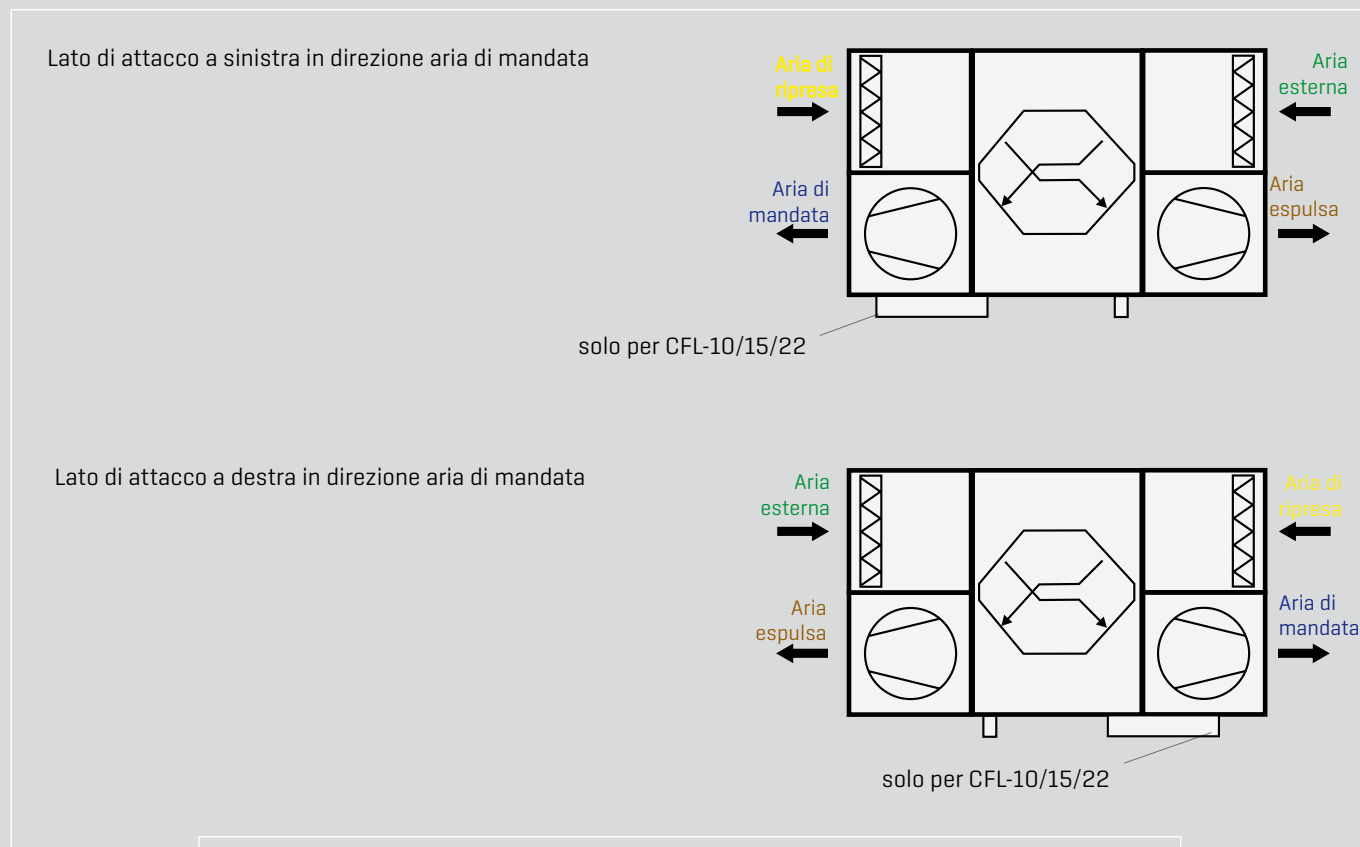 Lato di attacco a sinistra in direzione aria di mandata
Aria di
ripresa
Aria
esterna
Aria di
mandata
Aria
espulsa
solo per CFL-10/15/22
Lato di attacco a destra in direzione aria di mandata
Aria
esterna
Aria di
ripresa
Aria
espulsa
Aria di
mandata
solo per CFL-10/15/22